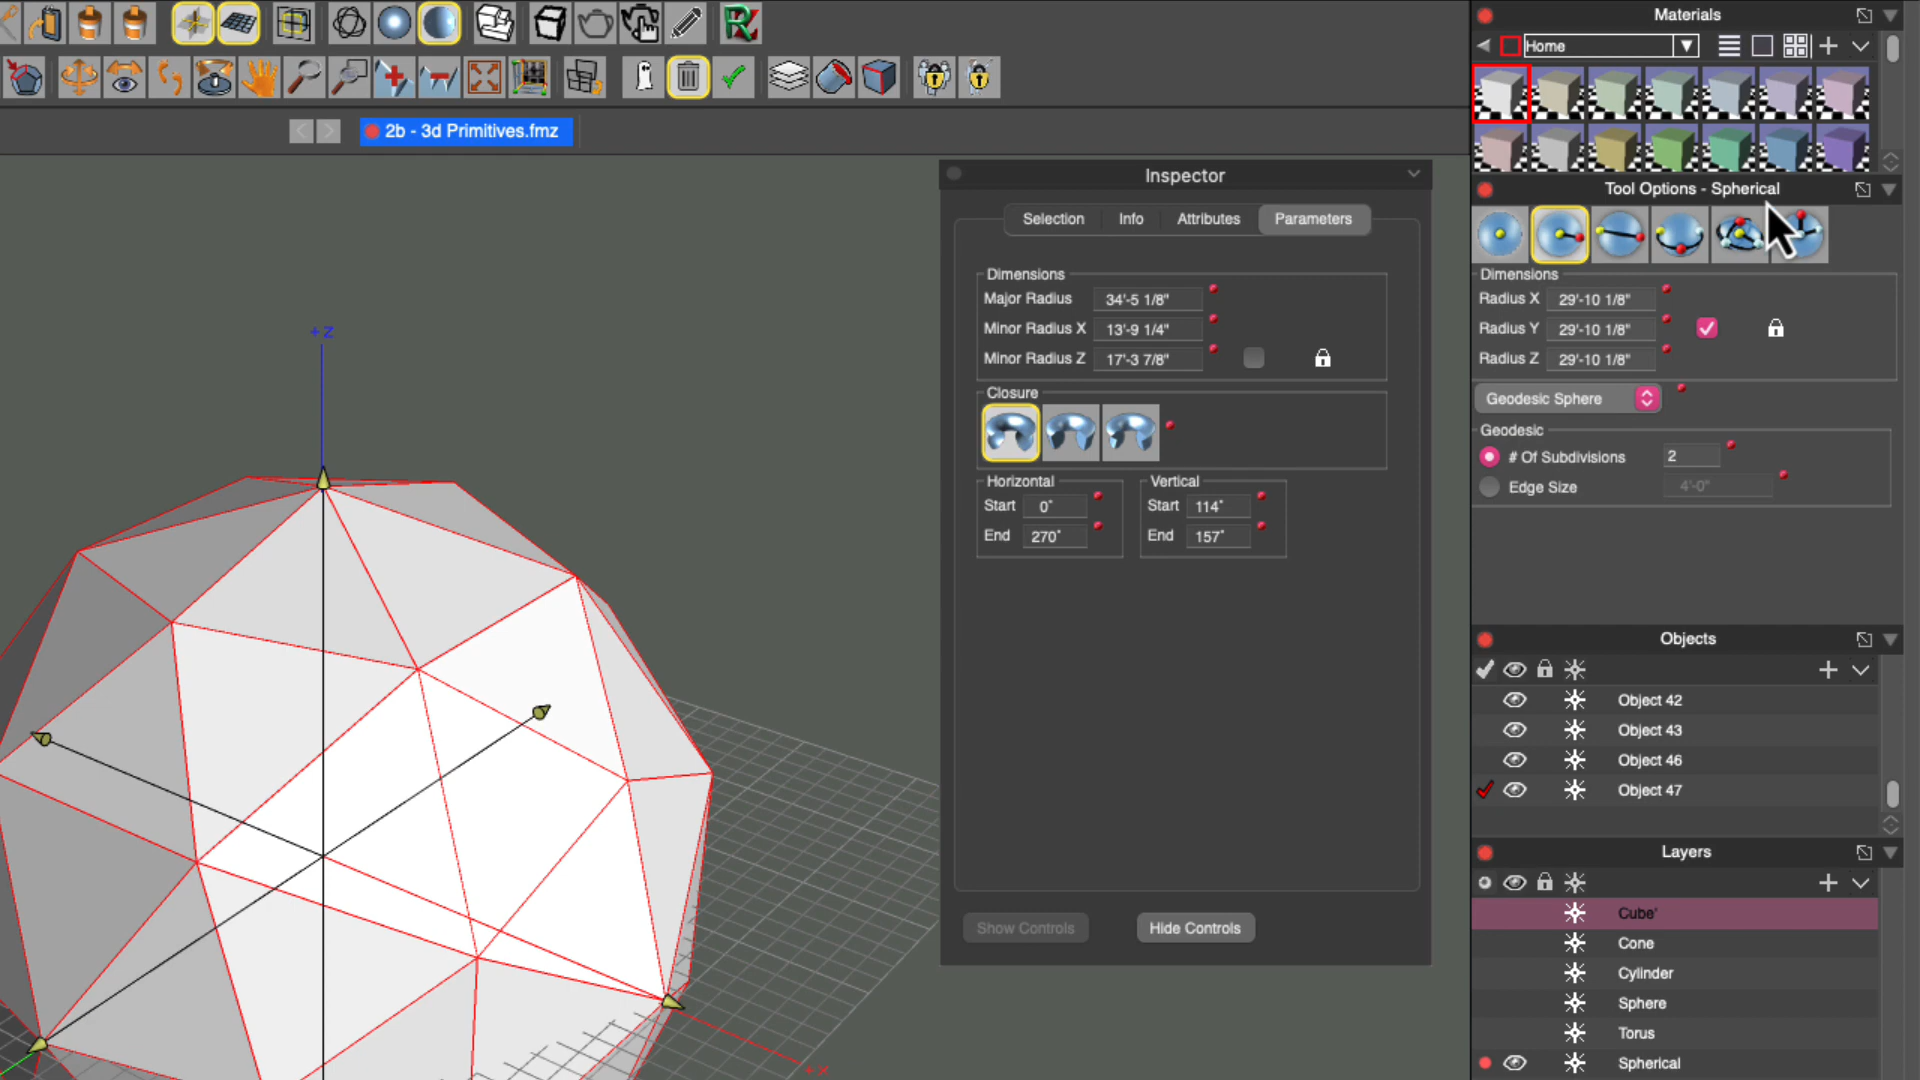 Materials
Home
2b - 3d Primitives.fmz
Inspector
Selection Info Attributes Parameters
Dimensions
Major Radius 34'-5 1/8"
Minor Radius X 13'-9 1/4"
Minor Radius Z 17'-3 7/8"
Closure
Horizontal
Start 0°
End 270°
Vertical
Start 114°
End 157°
Show Controls Hide Controls
Tool Options - Spherical
Dimensions
Radius X 29'-10 1/8"
Radius Y 29'-10 1/8"
Radius Z 29'-10 1/8"
Geodesic Sphere
Geodesic
# Of Subdivisions 2
Edge Size 4'-0"
Objects
Object 42
Object 43
Object 46
Object 47
Layers
Cube'
Cone
Cylinder
Sphere
Torus
Spherical
+Z
+X